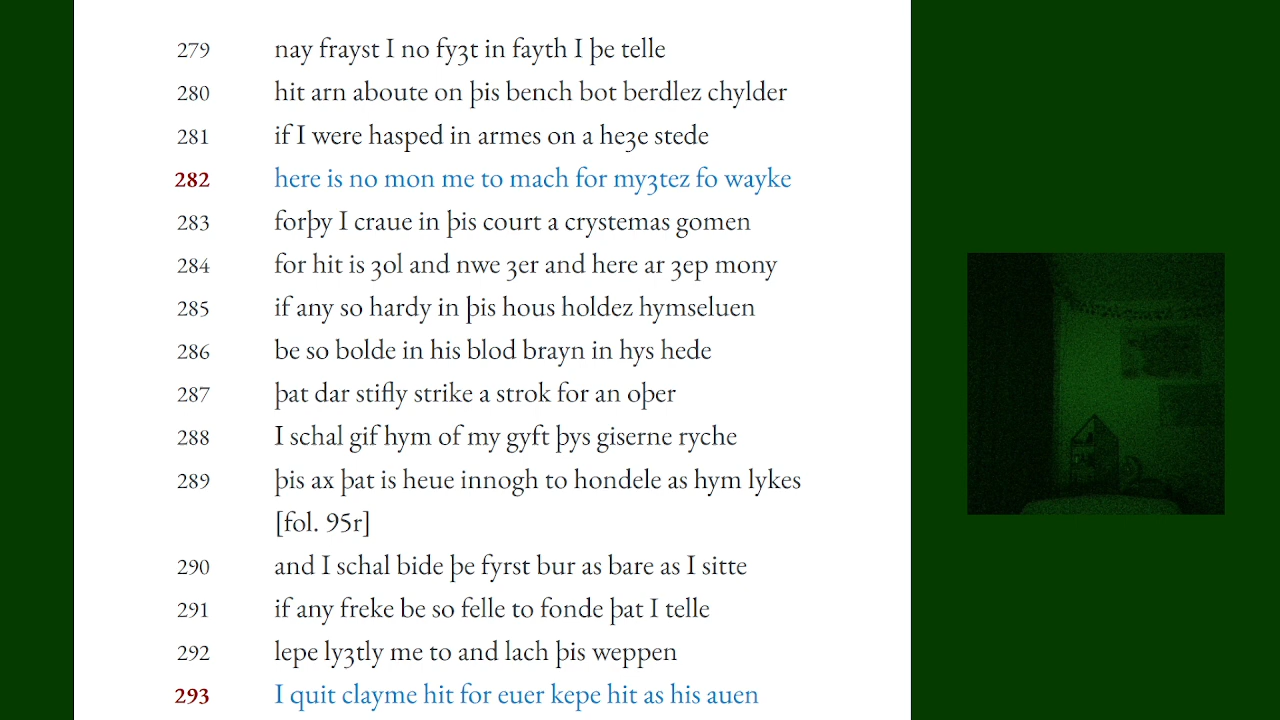 279 nay frayst I no fyȝt in fayth I þe telle
280 hit arn aboute on þis bench bot berdlez chylder
281 if I were hasped in armes on a heȝe stede
282 here is no mon me to mach for myȝtez fo wayke
283 forþy I craue in þis court a crystemas gomen
284 for hit is ȝol and nwe ȝer and here ar ȝep mony
285 if any so hardy in þis hous holdez hymseluen
286 be so bolde in his blod brayn in hys hede
287 þat dar stifly strike a strok for an oþer
288 I schal gif hym of my gyft þys giserne ryche
289 þis ax þat is heue innogh to hondele as hym lykes
[fol. 95r]
290 and I schal bide þe fyrst bur as bare as I sitte
291 if any freke be so felle to fonde þat I telle
292 lepe lyȝtly me to and lach þis weppen
293 I quit clayme hit for euer kepe hit as his auen